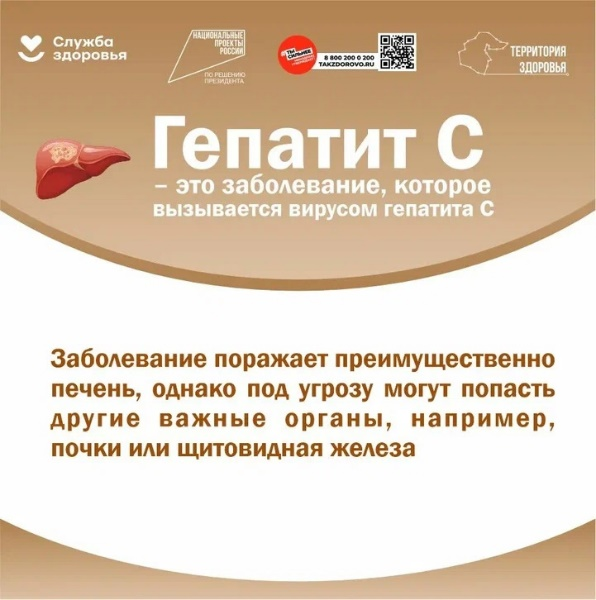 Служба
здоровья
НАЦИОНАЛЬНЫЕ
ПРОЕКТЫ
РОССИИ
ПО РЕШЕНИЮ
ПРЕЗИДЕНТА
ТЫ
СИЛЬНЕЕ
8 800 200 0 200
TAKZDOROVO.RU
ТЕРРИТОРИЯ
ЗДОРОВЬЯ
Гепатит С
– это заболевание, которое
вызывается вирусом гепатита С
Заболевание поражает преимущественно
печень, однако под угрозу могут попасть
другие важные органы, например,
почки или щитовидная железа